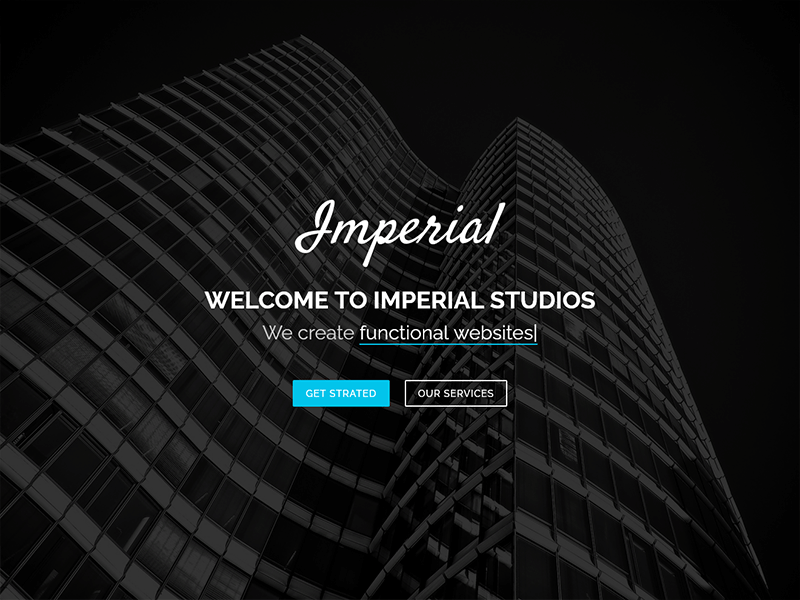 Imperial
WELCOME TO IMPERIAL STUDIOS
We create functional websites|
GET STRATED
OUR SERVICES